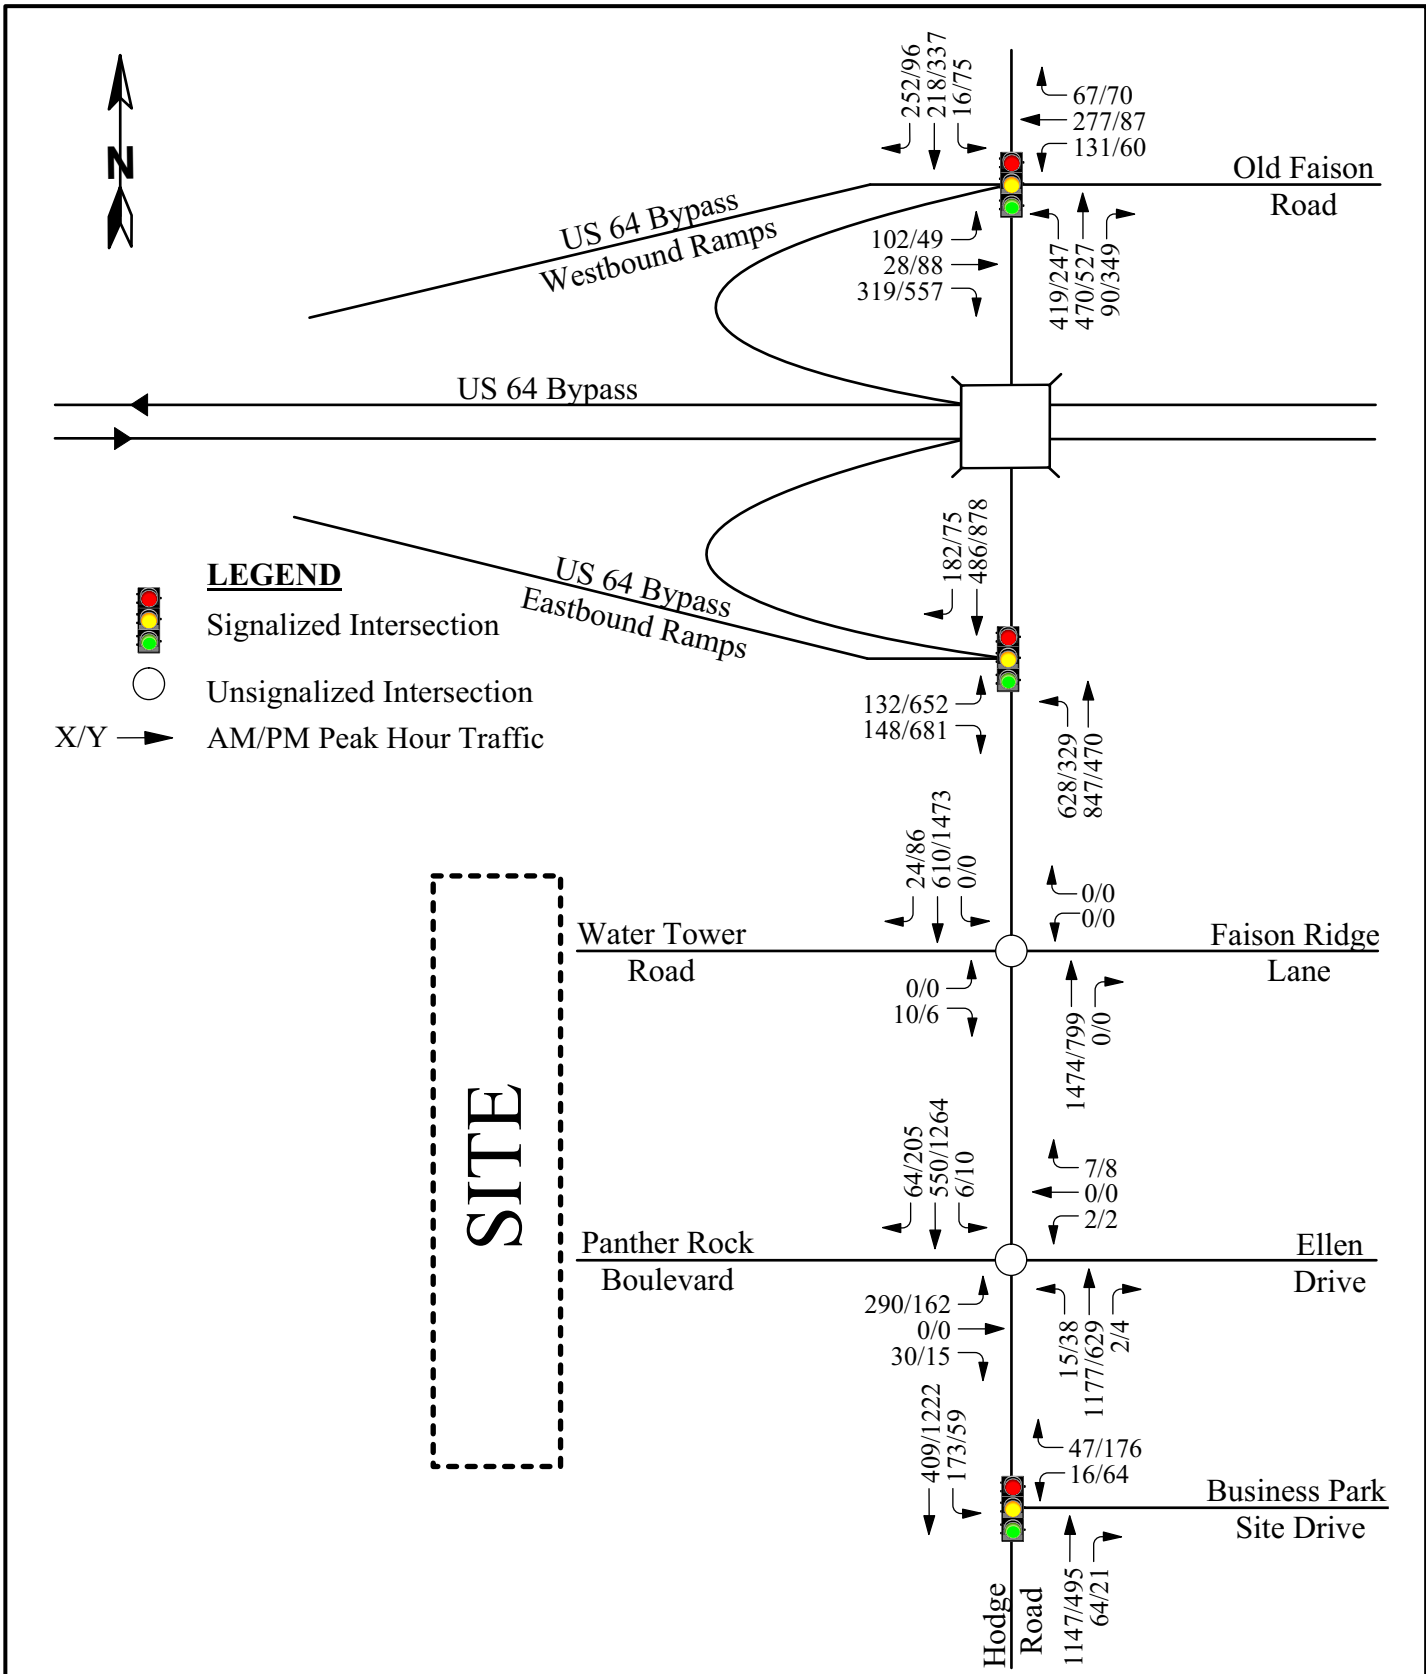 N
252/96
218/337
16/75
67/70
277/87
131/60
Old Faison
Road
US 64 Bypass
Westbound Ramps
102/49
28/88
319/557
419/247
470/527
90/349
US 64 Bypass
182/75
486/878
US 64 Bypass
Eastbound Ramps
LEGEND
Signalized Intersection
Unsignalized Intersection
X/Y AM/PM Peak Hour Traffic
132/652
148/681
628/329
847/470
24/86
610/1473
0/0
0/0
0/0
Water Tower
Road
Faison Ridge
Lane
0/0
10/6
1474/799
0/0
SITE
64/205
550/1264
6/10
7/8
0/0
2/2
Panther Rock
Boulevard
Ellen
Drive
290/162
0/0
30/15
15/38
1177/629
2/4
409/1222
173/59
47/176
16/64
Business Park
Site Drive
1147/495
64/21
Hodge
Road